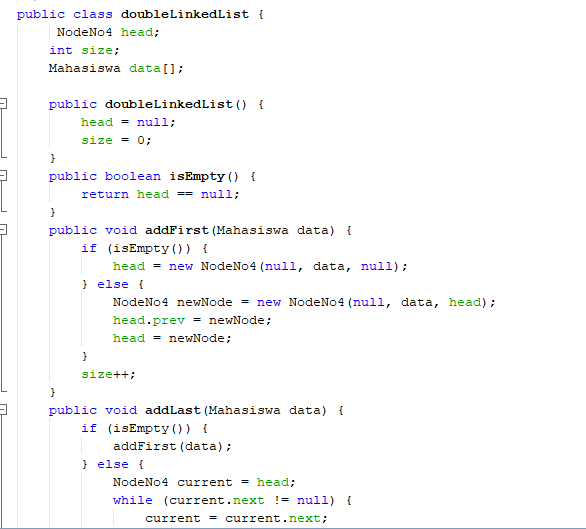 public class doubleLinkedList {
NodeNo4 head;
int size;
Mahasiswa data[];
public doubleLinkedList() {
head = null;
size = 0;
}
public boolean isEmpty() {
return head == null;
}
public void addFirst(Mahasiswa data) {
if (isEmpty()) {
head = new NodeNo4(null, data, null);
} else {
NodeNo4 newNode = new NodeNo4(null, data, head);
head.prev = newNode;
head = newNode;
}
size++;
}
public void addLast(Mahasiswa data) {
if (isEmpty()) {
addFirst(data);
} else {
NodeNo4 current = head;
while (current.next != null) {
current = current.next;